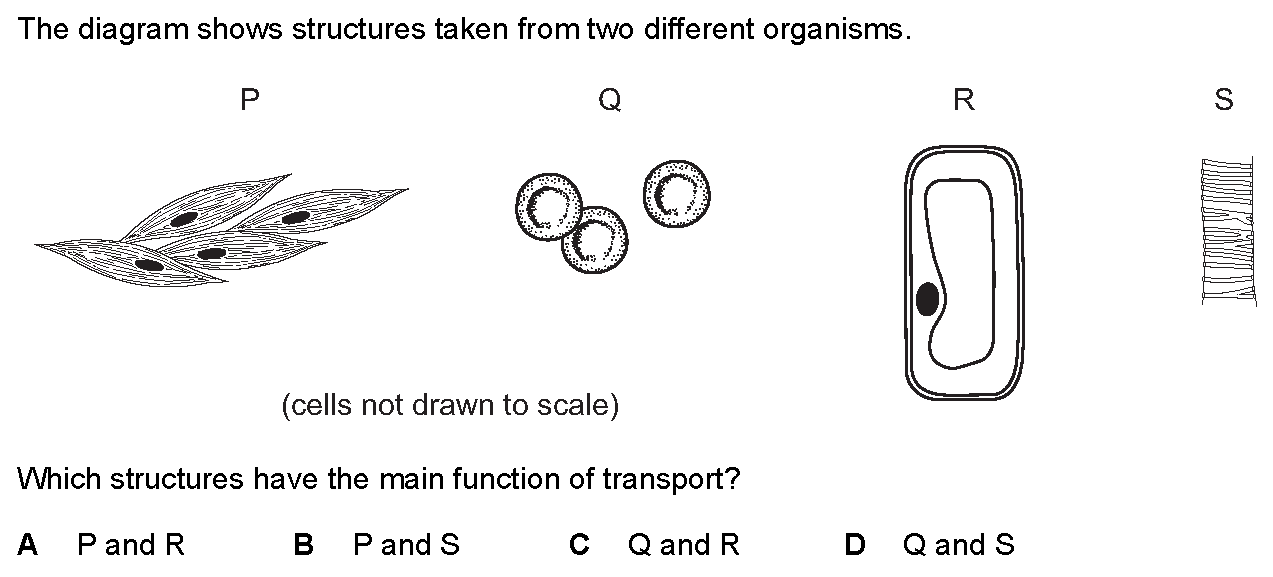 The diagram shows structures taken from two different organisms.
P Q R S
(cells not drawn to scale)
Which structures have the main function of transport?
A P and R B P and S C Q and R D Q and S